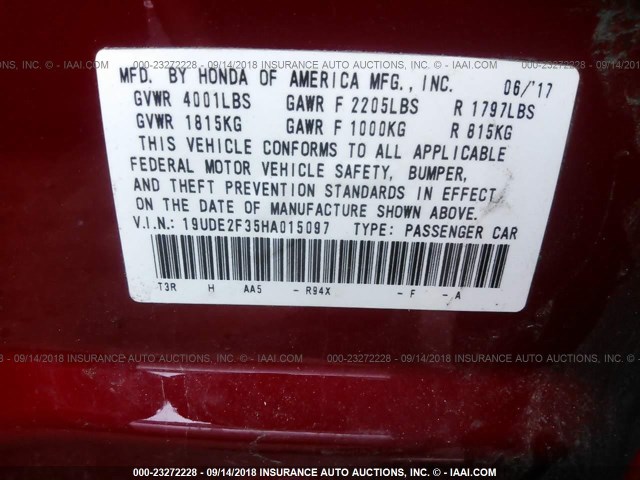 00-23272228 - 09/14/2018 INSURANCE AUTO AUCTIONS CENTER - © - IAAI.COM
MFD. BY HONDA OF AMERICA MFG., INC. 06/'17
GVWR 4001LBS GAWR F 2205LBS R 1797LBS
GVWR 1815KG GAWR F 1000KG R 815KG
THIS VEHICLE CONFORMS TO ALL APPLICABLE
FEDERAL MOTOR VEHICLE SAFETY, BUMPER,
AND THEFT PREVENTION STANDARDS IN EFFECT
ON THE DATE OF MANUFACTURE SHOWN ABOVE.
V.I.N.: 19UDE2F35HA015097 TYPE: PASSENGER CAR
T3R H AA5 - R94X - F - A
000-23272228 - 09/14/2018 INSURANCE AUTO AUCTIONS - © - IAAI.COM
000-23272228 - 09/14/2018 INSURANCE AUTO AUCTIONS CENTER - © - IAAI.COM